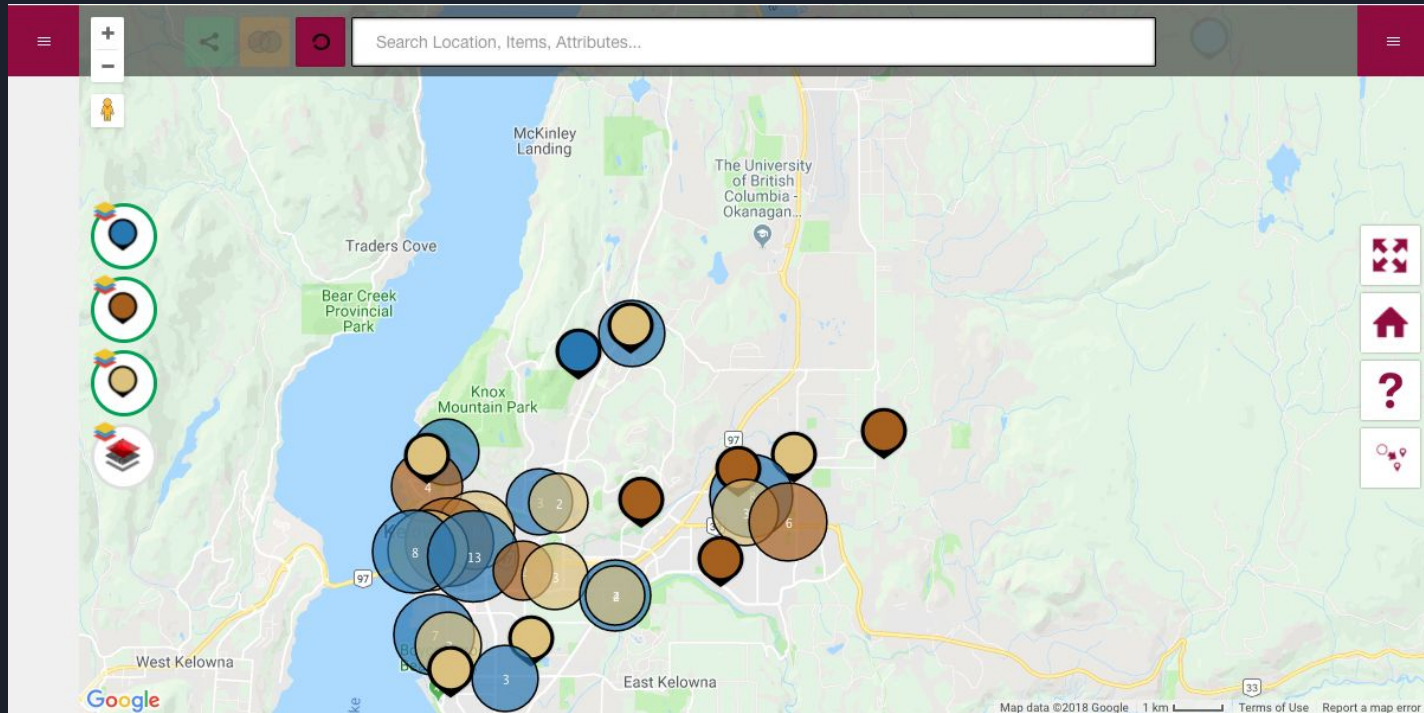 Search Location, Items, Attributes...
McKinley
Landing
The University
of British
Columbia -
Okanagan...
Traders Cove
Bear Creek
Provincial
Park
Knox
Mountain Park
97
4
3
2
3
6
8
13
3
97
7
3
West Kelowna
East Kelowna
33
Google
Map data ©2018 Google
1 km
Terms of Use
Report a map error